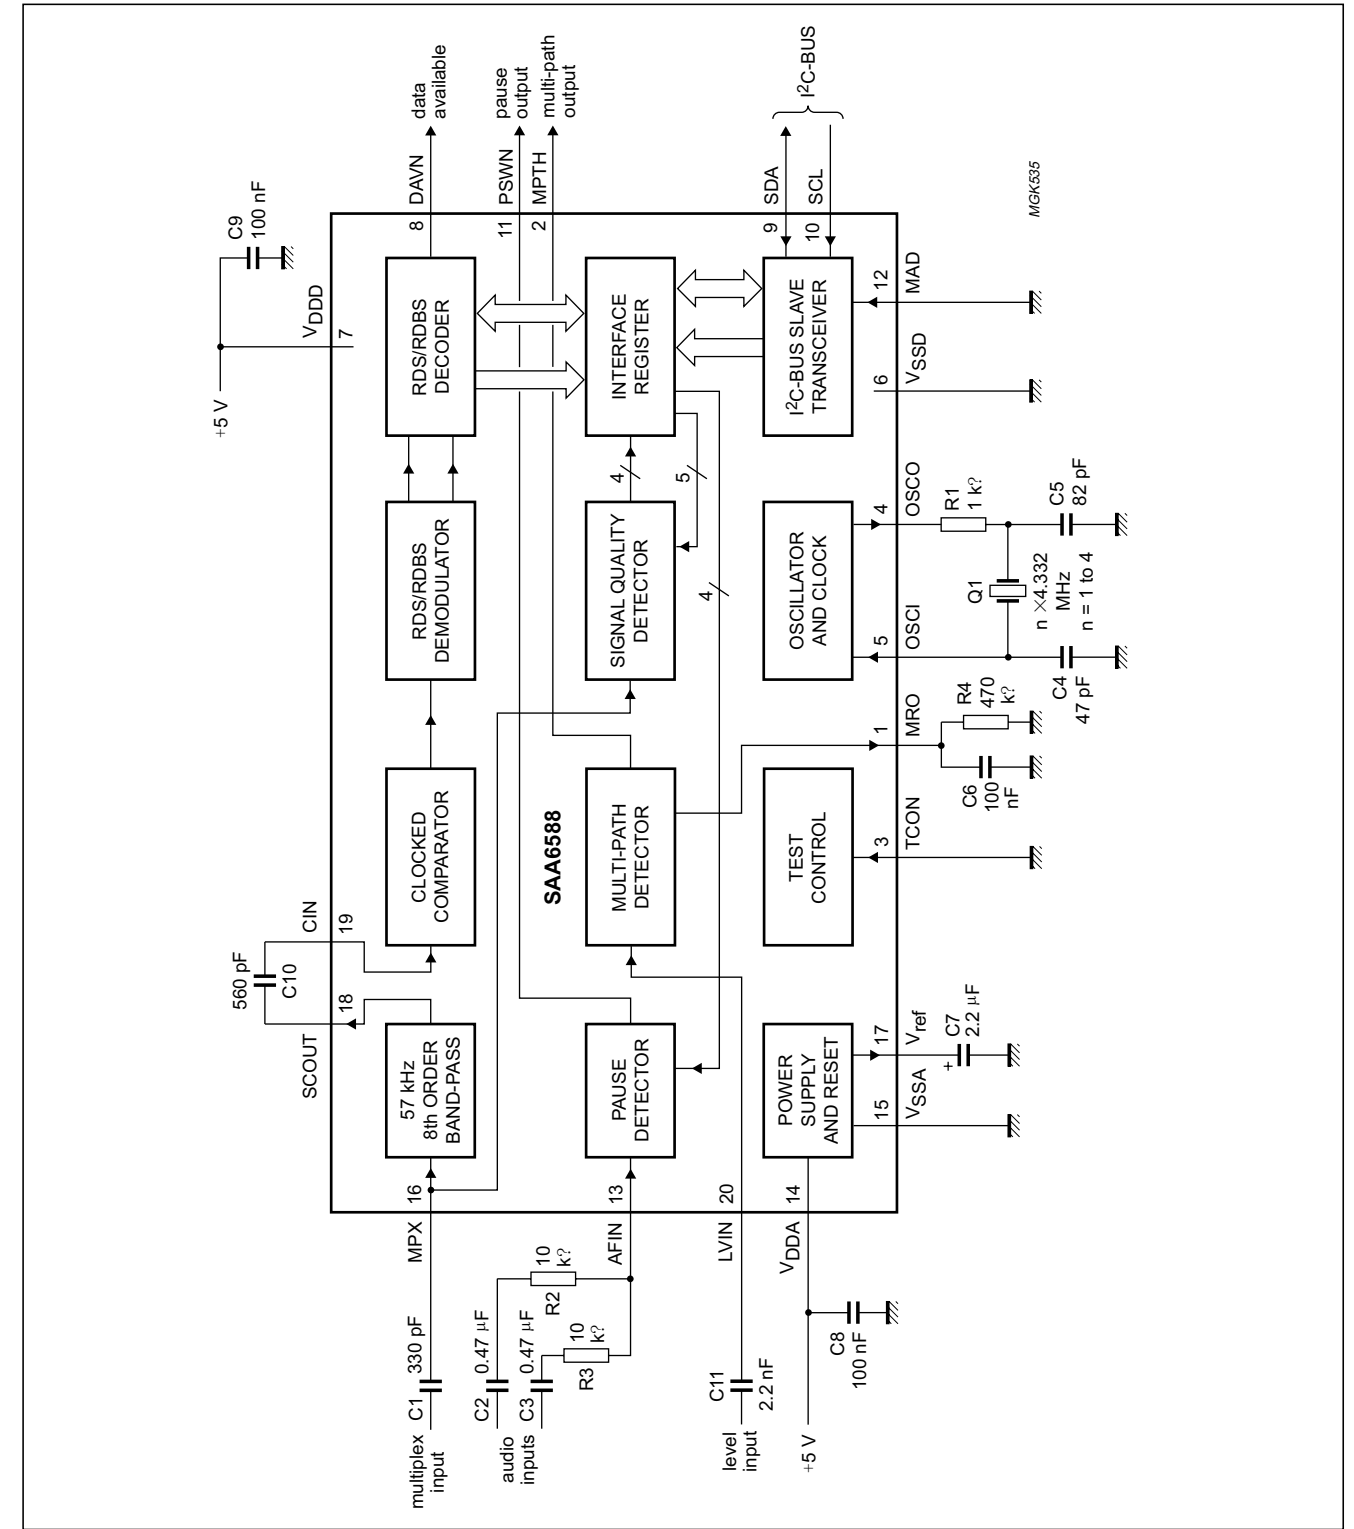 data
available
pause
output
multi-path
output
I²C-BUS
DAVN
PSWN
MPTH
SDA
SCL
8
11
2
9
10
C9
100 nF
VDDD
7
+5 V
RDS/RDBS
DECODER
INTERFACE
REGISTER
I²C-BUS SLAVE
TRANSCEIVER
12
MAD
6
VSSD
MGK535
4
5
4
RDS/RDBS
DEMODULATOR
SIGNAL QUALITY
DETECTOR
OSCILLATOR
AND CLOCK
4
OSCO
5
OSCI
R1
1 k?
C5
82 pF
Q1
n ×4.332
MHz
n = 1 to 4
C4
47 pF
1
MRO
R4
470
k?
C6
100
nF
CLOCKED
COMPARATOR
SAA6588
MULTI-PATH
DETECTOR
TEST
CONTROL
3
TCON
CIN
19
560 pF
C10
SCOUT
18
57 kHz
8th ORDER
BAND-PASS
PAUSE
DETECTOR
POWER
SUPPLY
AND RESET
17
Vref
C7
2.2 µF
+
15
VSSA
16
13
20
14
MPX
AFIN
LVIN
VDDA
330 pF
C1
multiplex
input
0.47 µF
C2
0.47 µF
C3
10
k?
R2
10
k?
R3
audio
inputs
C11
2.2 nF
level
input
C8
100 nF
+5 V